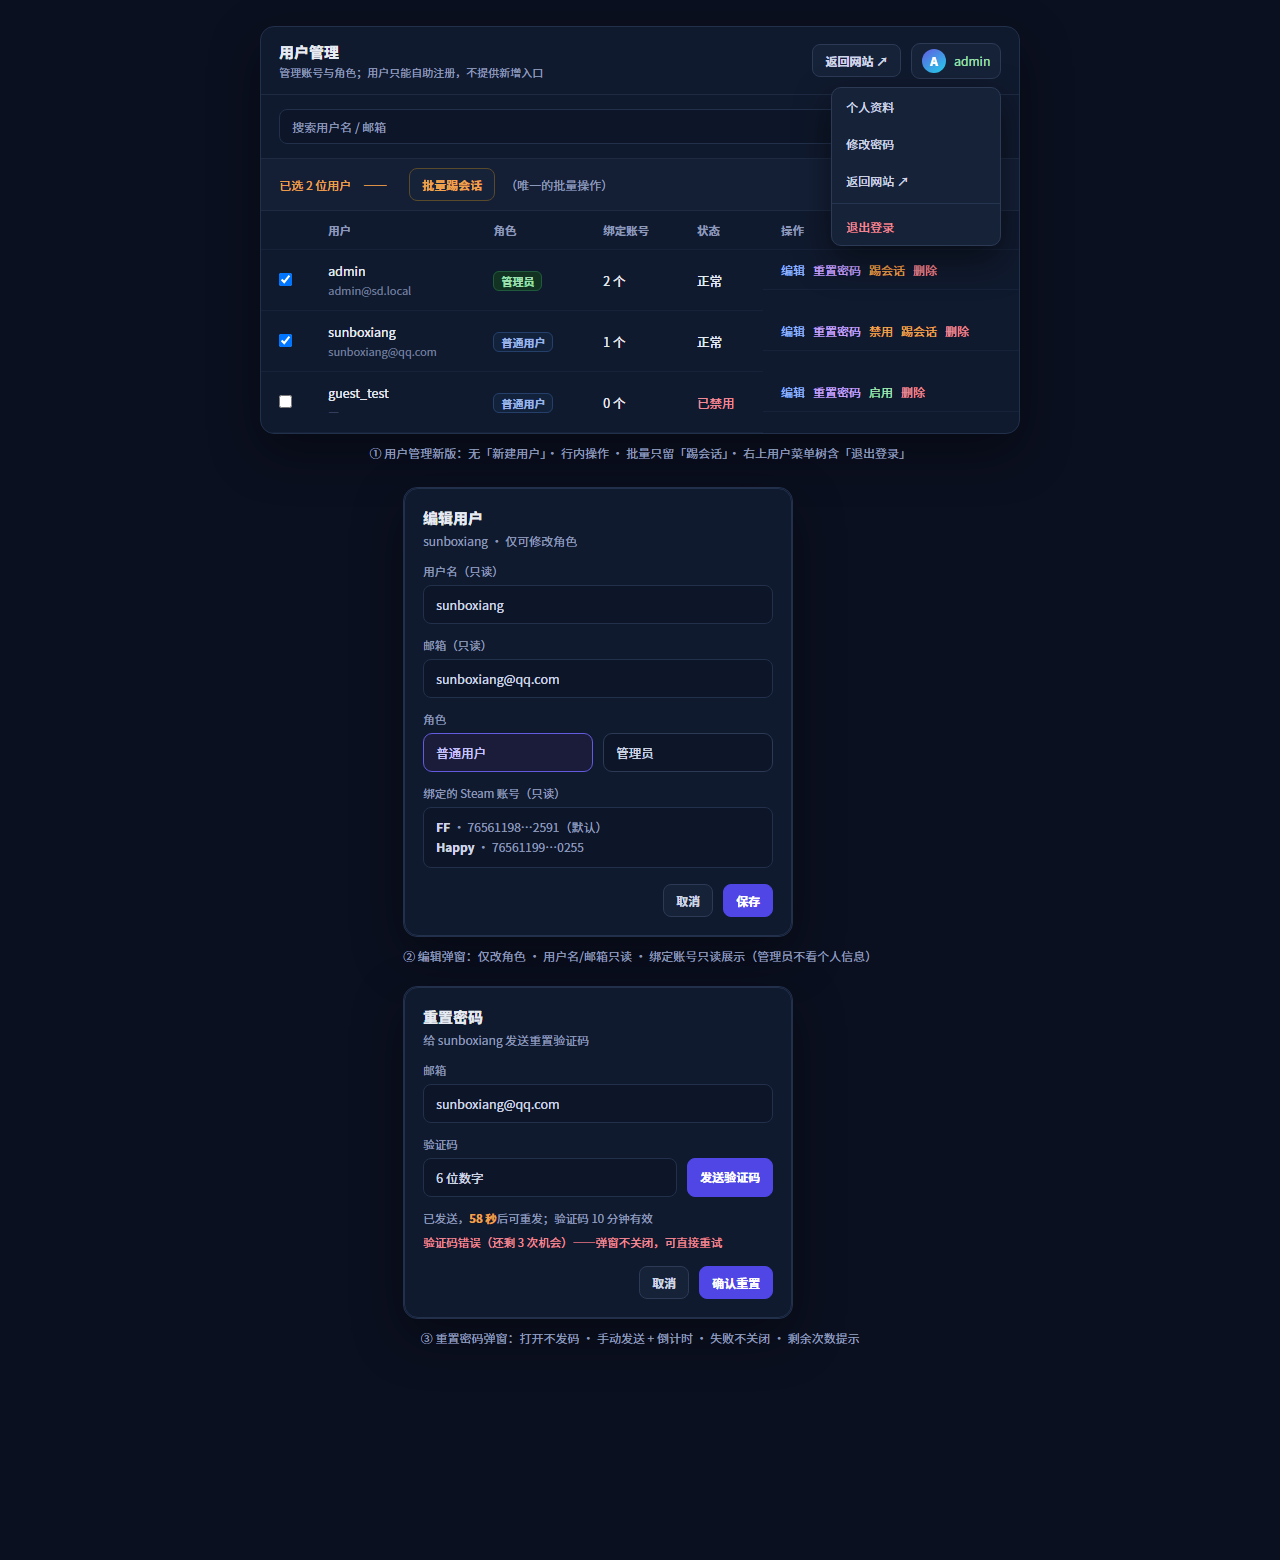 用户管理
管理账号与角色；用户只能自助注册，不提供新增入口
返回网站 ↗
A admin
个人资料
修改密码
返回网站 ↗
退出登录
搜索用户名 / 邮箱
已选 2 位用户 —— 批量踢会话 （唯一的批量操作）
用户 角色 绑定账号 状态 操作
admin 管理员 2 个 正常 编辑 重置密码 踢会话 删除
admin@sd.local
sunboxiang 普通用户 1 个 正常 编辑 重置密码 禁用 踢会话 删除
sunboxiang@qq.com
guest_test 普通用户 0 个 已禁用 编辑 重置密码 启用 删除
—
① 用户管理新版：无「新建用户」· 行内操作 · 批量只留「踢会话」· 右上用户菜单树含「退出登录」
编辑用户
sunboxiang · 仅可修改角色
用户名（只读）
sunboxiang
邮箱（只读）
sunboxiang@qq.com
角色
普通用户 管理员
绑定的 Steam 账号（只读）
FF · 76561198…2591（默认）
Happy · 76561199…0255
取消 保存
② 编辑弹窗：仅改角色 · 用户名/邮箱只读 · 绑定账号只读展示（管理员不看个人信息）
重置密码
给 sunboxiang 发送重置验证码
邮箱
sunboxiang@qq.com
验证码
6 位数字 发送验证码
已发送，58 秒后可重发；验证码 10 分钟有效
验证码错误（还剩 3 次机会）——弹窗不关闭，可直接重试
取消 确认重置
③ 重置密码弹窗：打开不发码 · 手动发送 + 倒计时 · 失败不关闭 · 剩余次数提示